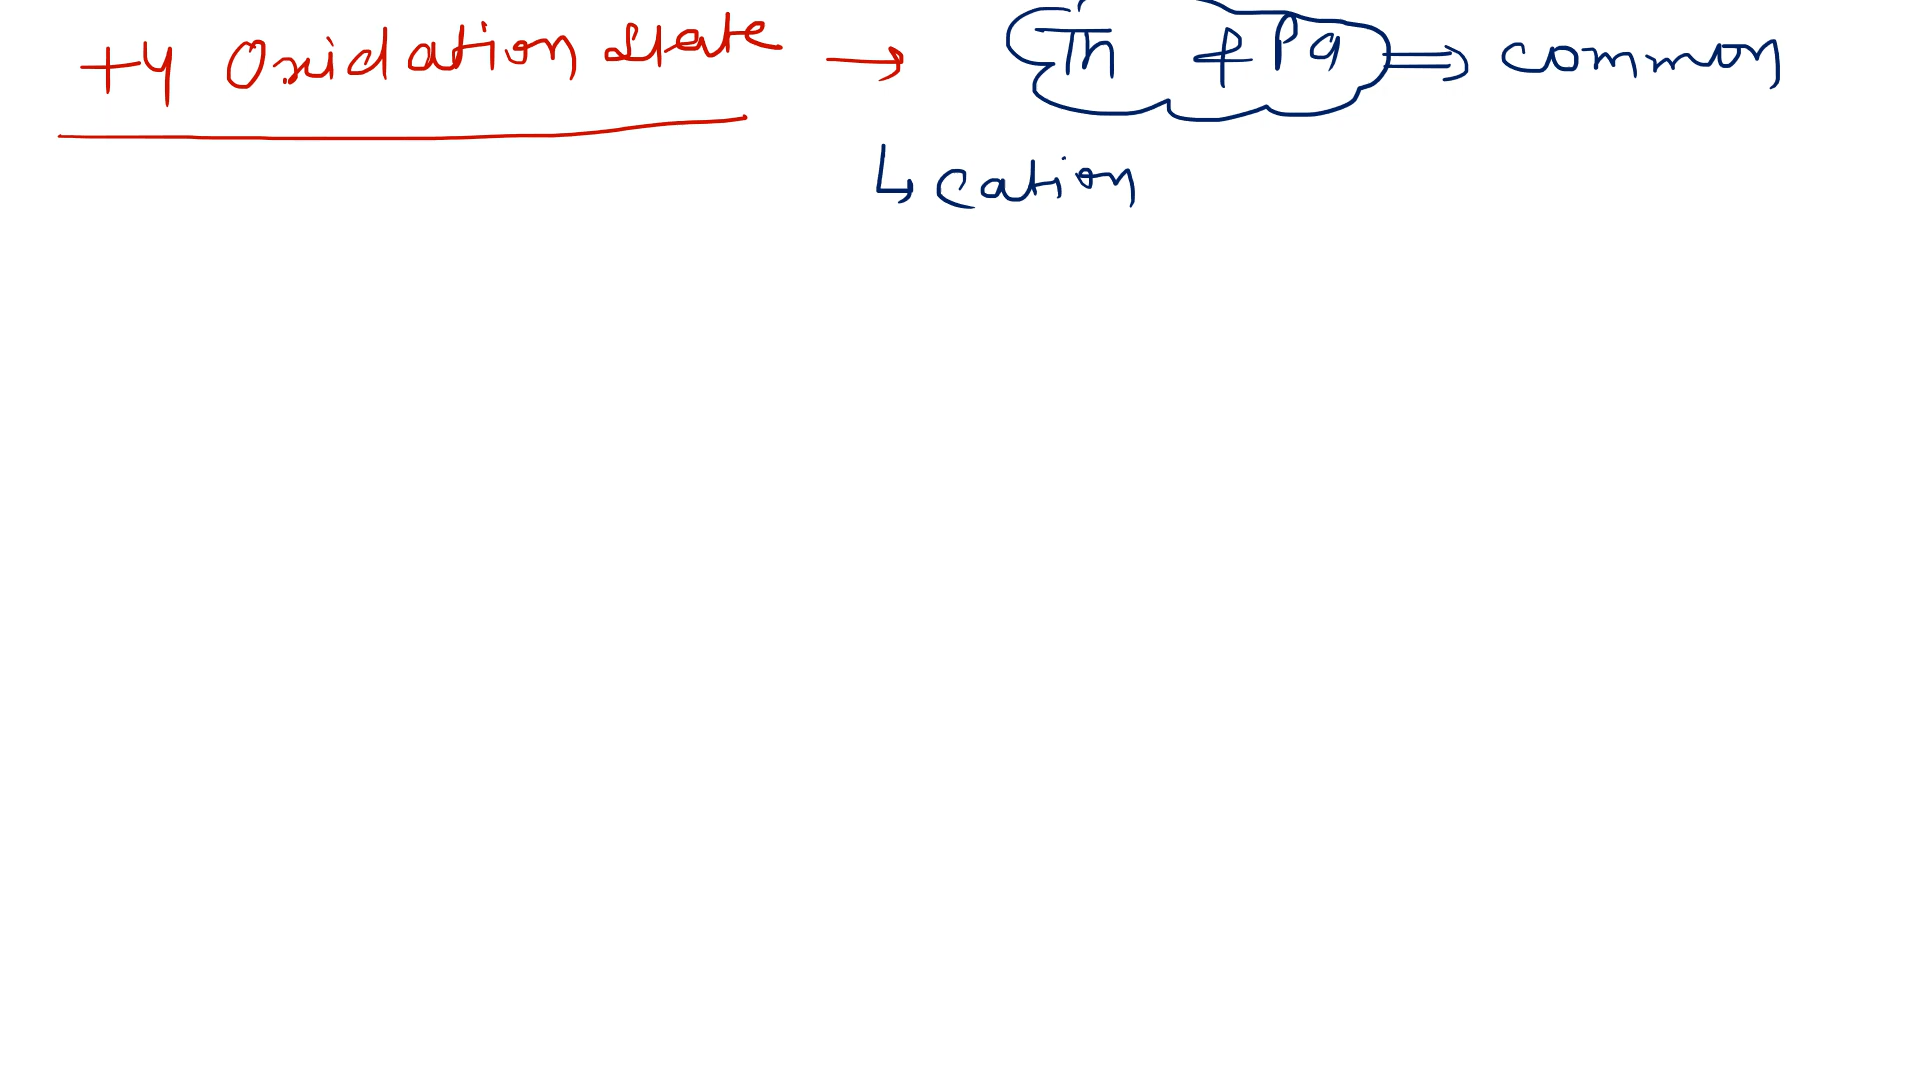 +4 Oxidation state → Th & Pa ⇒ common
↳ cation